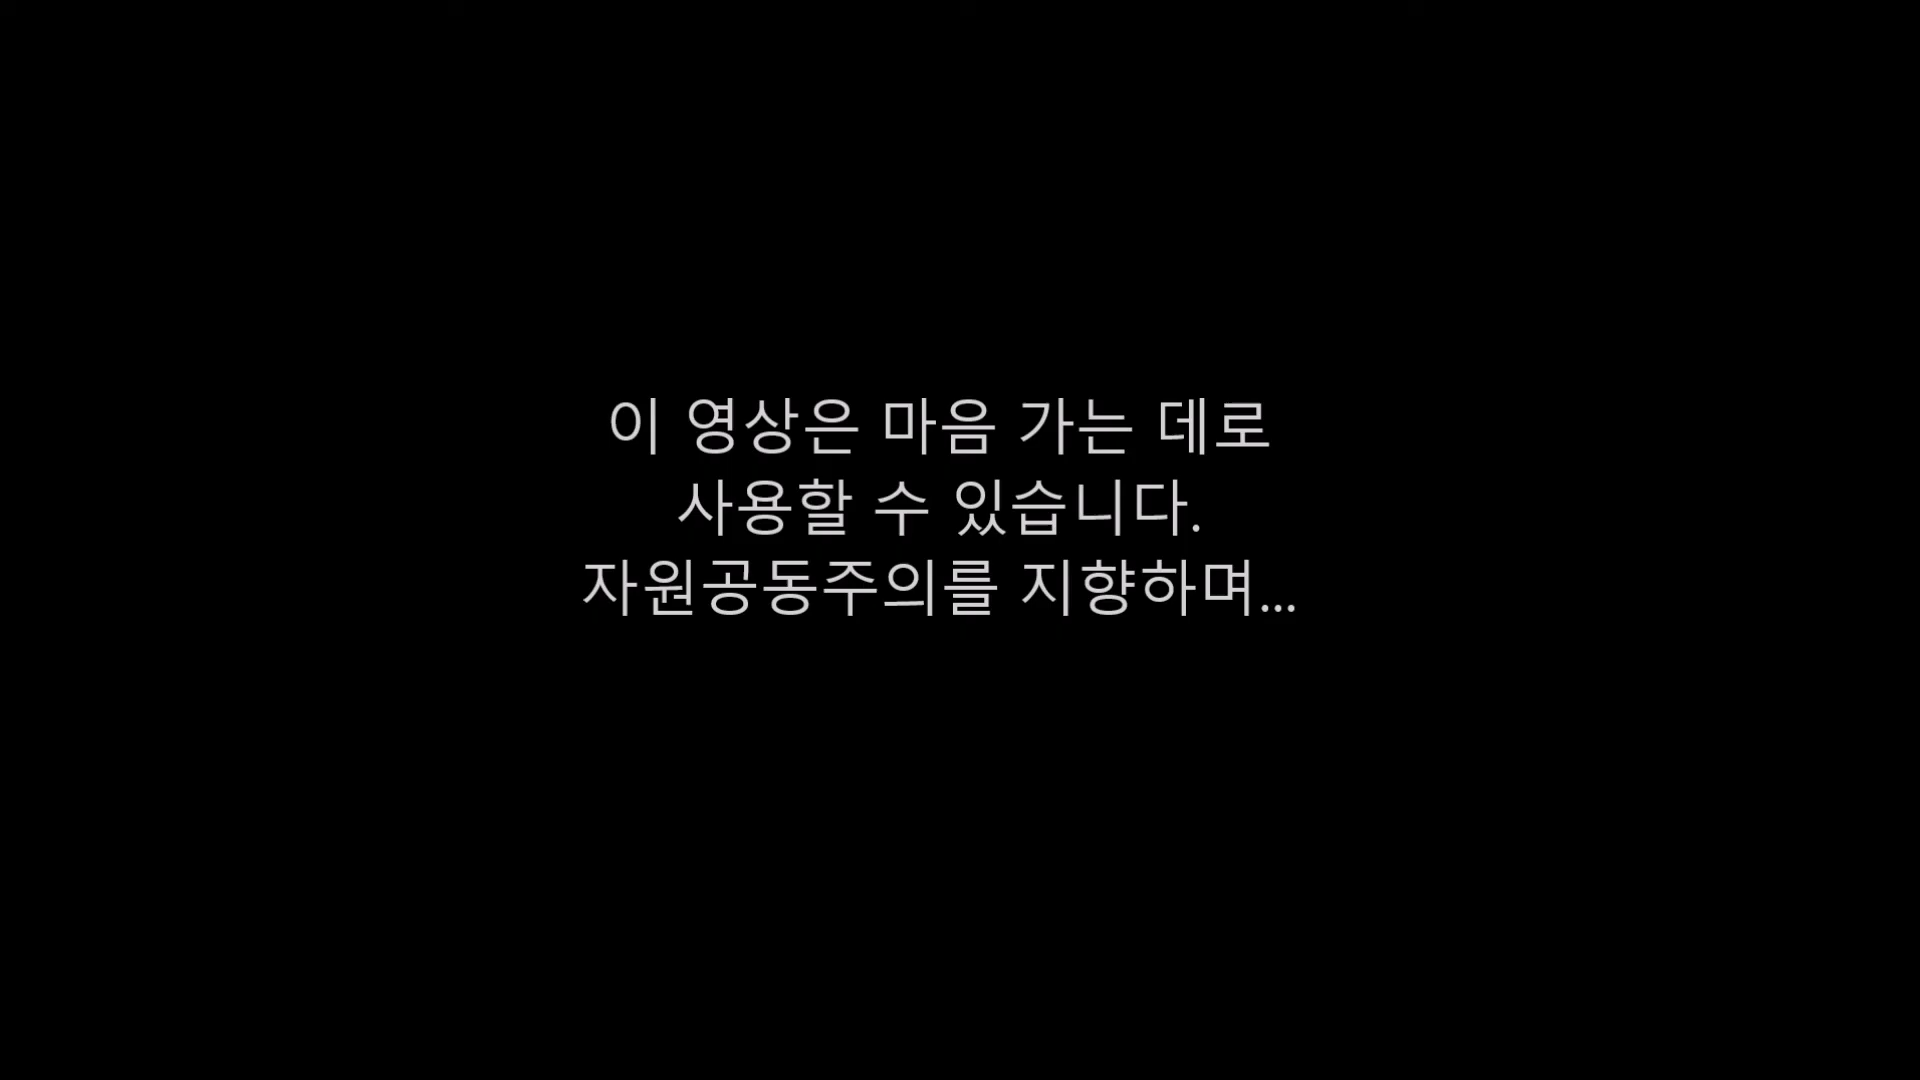 이 영상은 마음 가는 데로
사용할 수 있습니다.
자원공동주의를 지향하며...